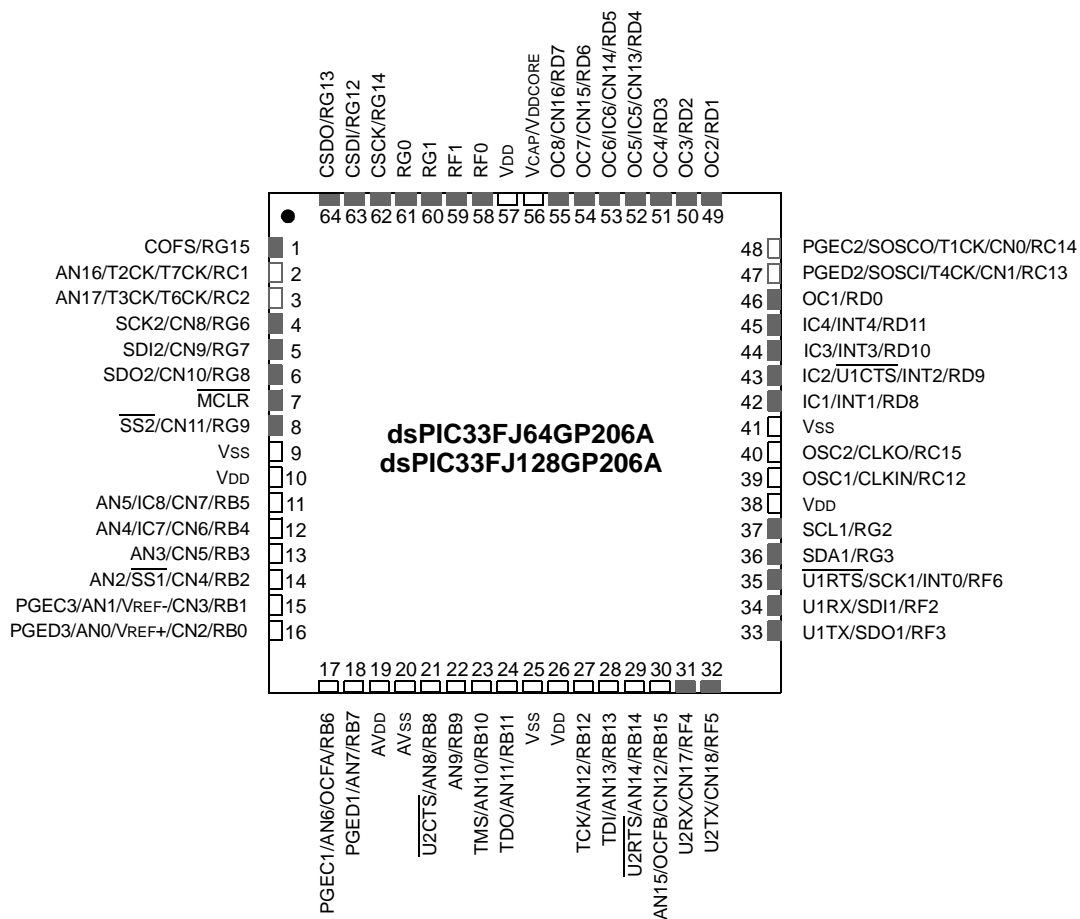 CSDO/RG13
CSDI/RG12
CSCK/RG14
RG0
RG1
RF1
RF0
VDD
VCAP/VDDCORE
OC8/CN16/RD7
OC7/CN15/RD6
OC6/IC6/CN14/RD5
OC5/IC5/CN13/RD4
OC4/RD3
OC3/RD2
OC2/RD1
64 63 62 61 60 59 58 57 56 55 54 53 52 51 50 49
COFS/RG15 1
AN16/T2CK/T7CK/RC1 2
AN17/T3CK/T6CK/RC2 3
SCK2/CN8/RG6 4
SDI2/CN9/RG7 5
SDO2/CN10/RG8 6
MCLR 7
SS2/CN11/RG9 8
VSS 9
VDD 10
AN5/IC8/CN7/RB5 11
AN4/IC7/CN6/RB4 12
AN3/CN5/RB3 13
AN2/SS1/CN4/RB2 14
PGEC3/AN1/VREF-/CN3/RB1 15
PGED3/AN0/VREF+/CN2/RB0 16
dsPIC33FJ64GP206A
dsPIC33FJ128GP206A
48 PGEC2/SOSCO/T1CK/CN0/RC14
47 PGED2/SOSCI/T4CK/CN1/RC13
46 OC1/RD0
45 IC4/INT4/RD11
44 IC3/INT3/RD10
43 IC2/U1CTS/INT2/RD9
42 IC1/INT1/RD8
41 VSS
40 OSC2/CLKO/RC15
39 OSC1/CLKIN/RC12
38 VDD
37 SCL1/RG2
36 SDA1/RG3
35 U1RTS/SCK1/INT0/RF6
34 U1RX/SDI1/RF2
33 U1TX/SDO1/RF3
17 18 19 20 21 22 23 24 25 26 27 28 29 30 31 32
PGEC1/AN6/OCFA/RB6
PGED1/AN7/RB7
AVDD
AVSS
U2CTS/AN8/RB8
AN9/RB9
TMS/AN10/RB10
TDO/AN11/RB11
VSS
VDD
TCK/AN12/RB12
TDI/AN13/RB13
U2RTS/AN14/RB14
AN15/OCFB/CN12/RB15
U2RX/CN17/RF4
U2TX/CN18/RF5